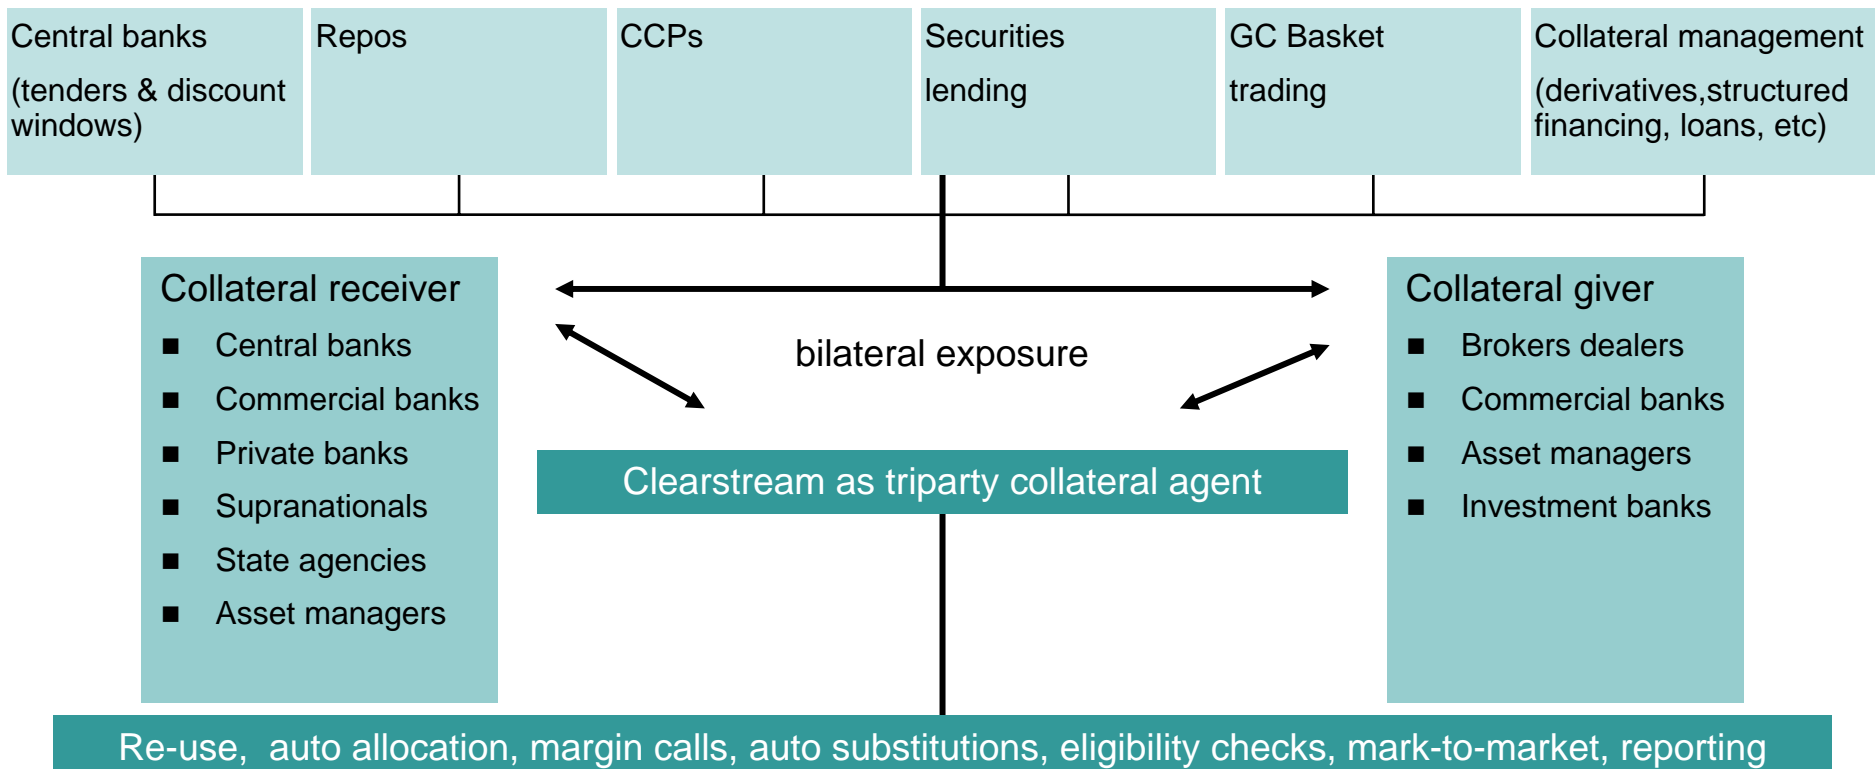 Central banks
(tenders & discount
windows)
Repos
CCPs
Securities
lending
GC Basket
trading
Collateral management
(derivatives,structured
financing, loans, etc)
Collateral receiver
■ Central banks
■ Commercial banks
■ Private banks
■ Supranationals
■ State agencies
■ Asset managers
bilateral exposure
Clearstream as triparty collateral agent
Collateral giver
■ Brokers dealers
■ Commercial banks
■ Asset managers
■ Investment banks
Re-use, auto allocation, margin calls, auto substitutions, eligibility checks, mark-to-market, reporting